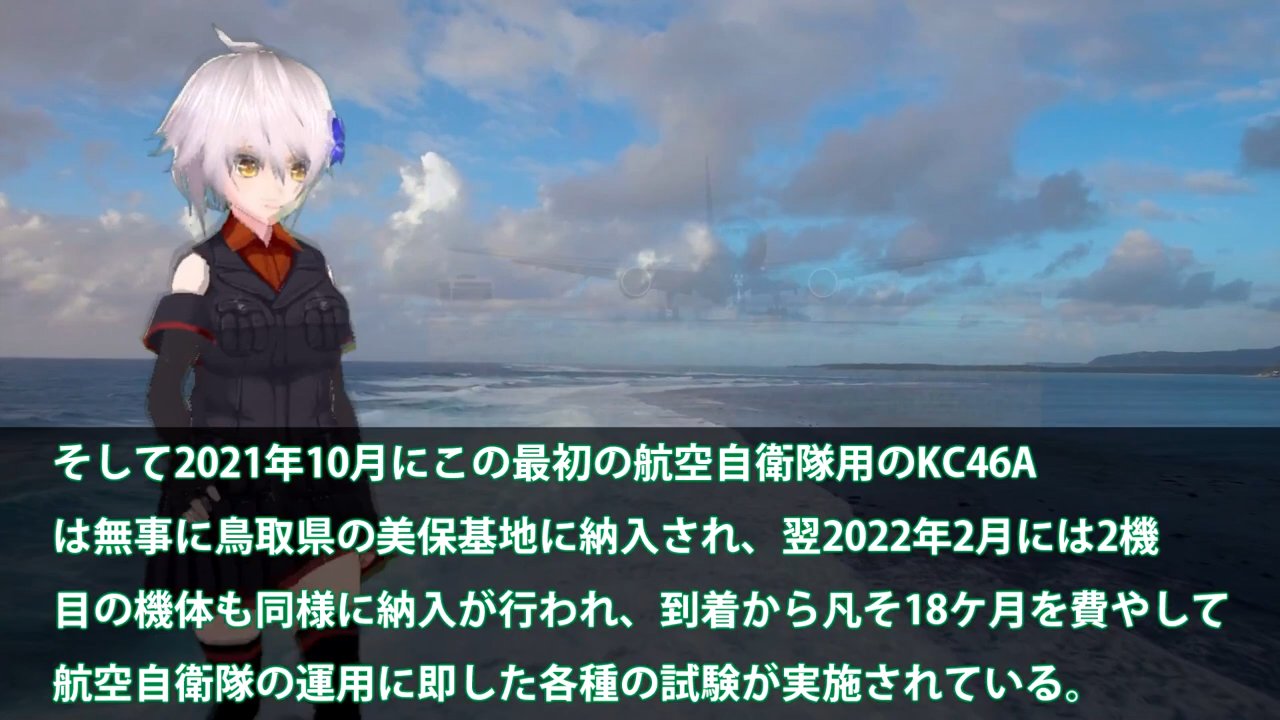 そして2021年10月にこの最初の航空自衛隊用のKC46A
は無事に鳥取県の美保基地に納入され、翌2022年2月には2機
目の機体も同様に納入が行われ、到着から凡そ18ケ月を費やして
航空自衛隊の運用に即した各種の試験が実施されている。